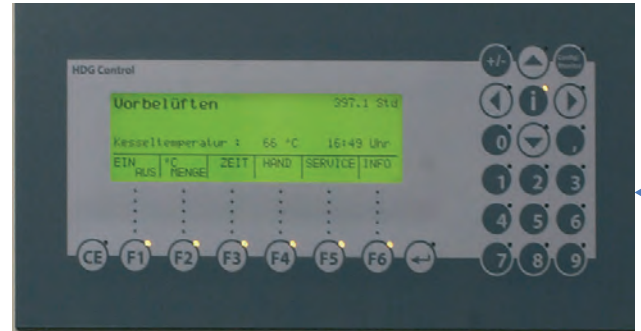 HDG Control
Vorbelüften 397.1 Std
Kesseltemperatur : 66 °C 16:49 Uhr
EIN AUS °C MENGE ZEIT HAND SERVICE INFO
CE F1 F2 F3 F4 F5 F6
+/-
i
0 ,
1 2 3
4 5 6
7 8 9